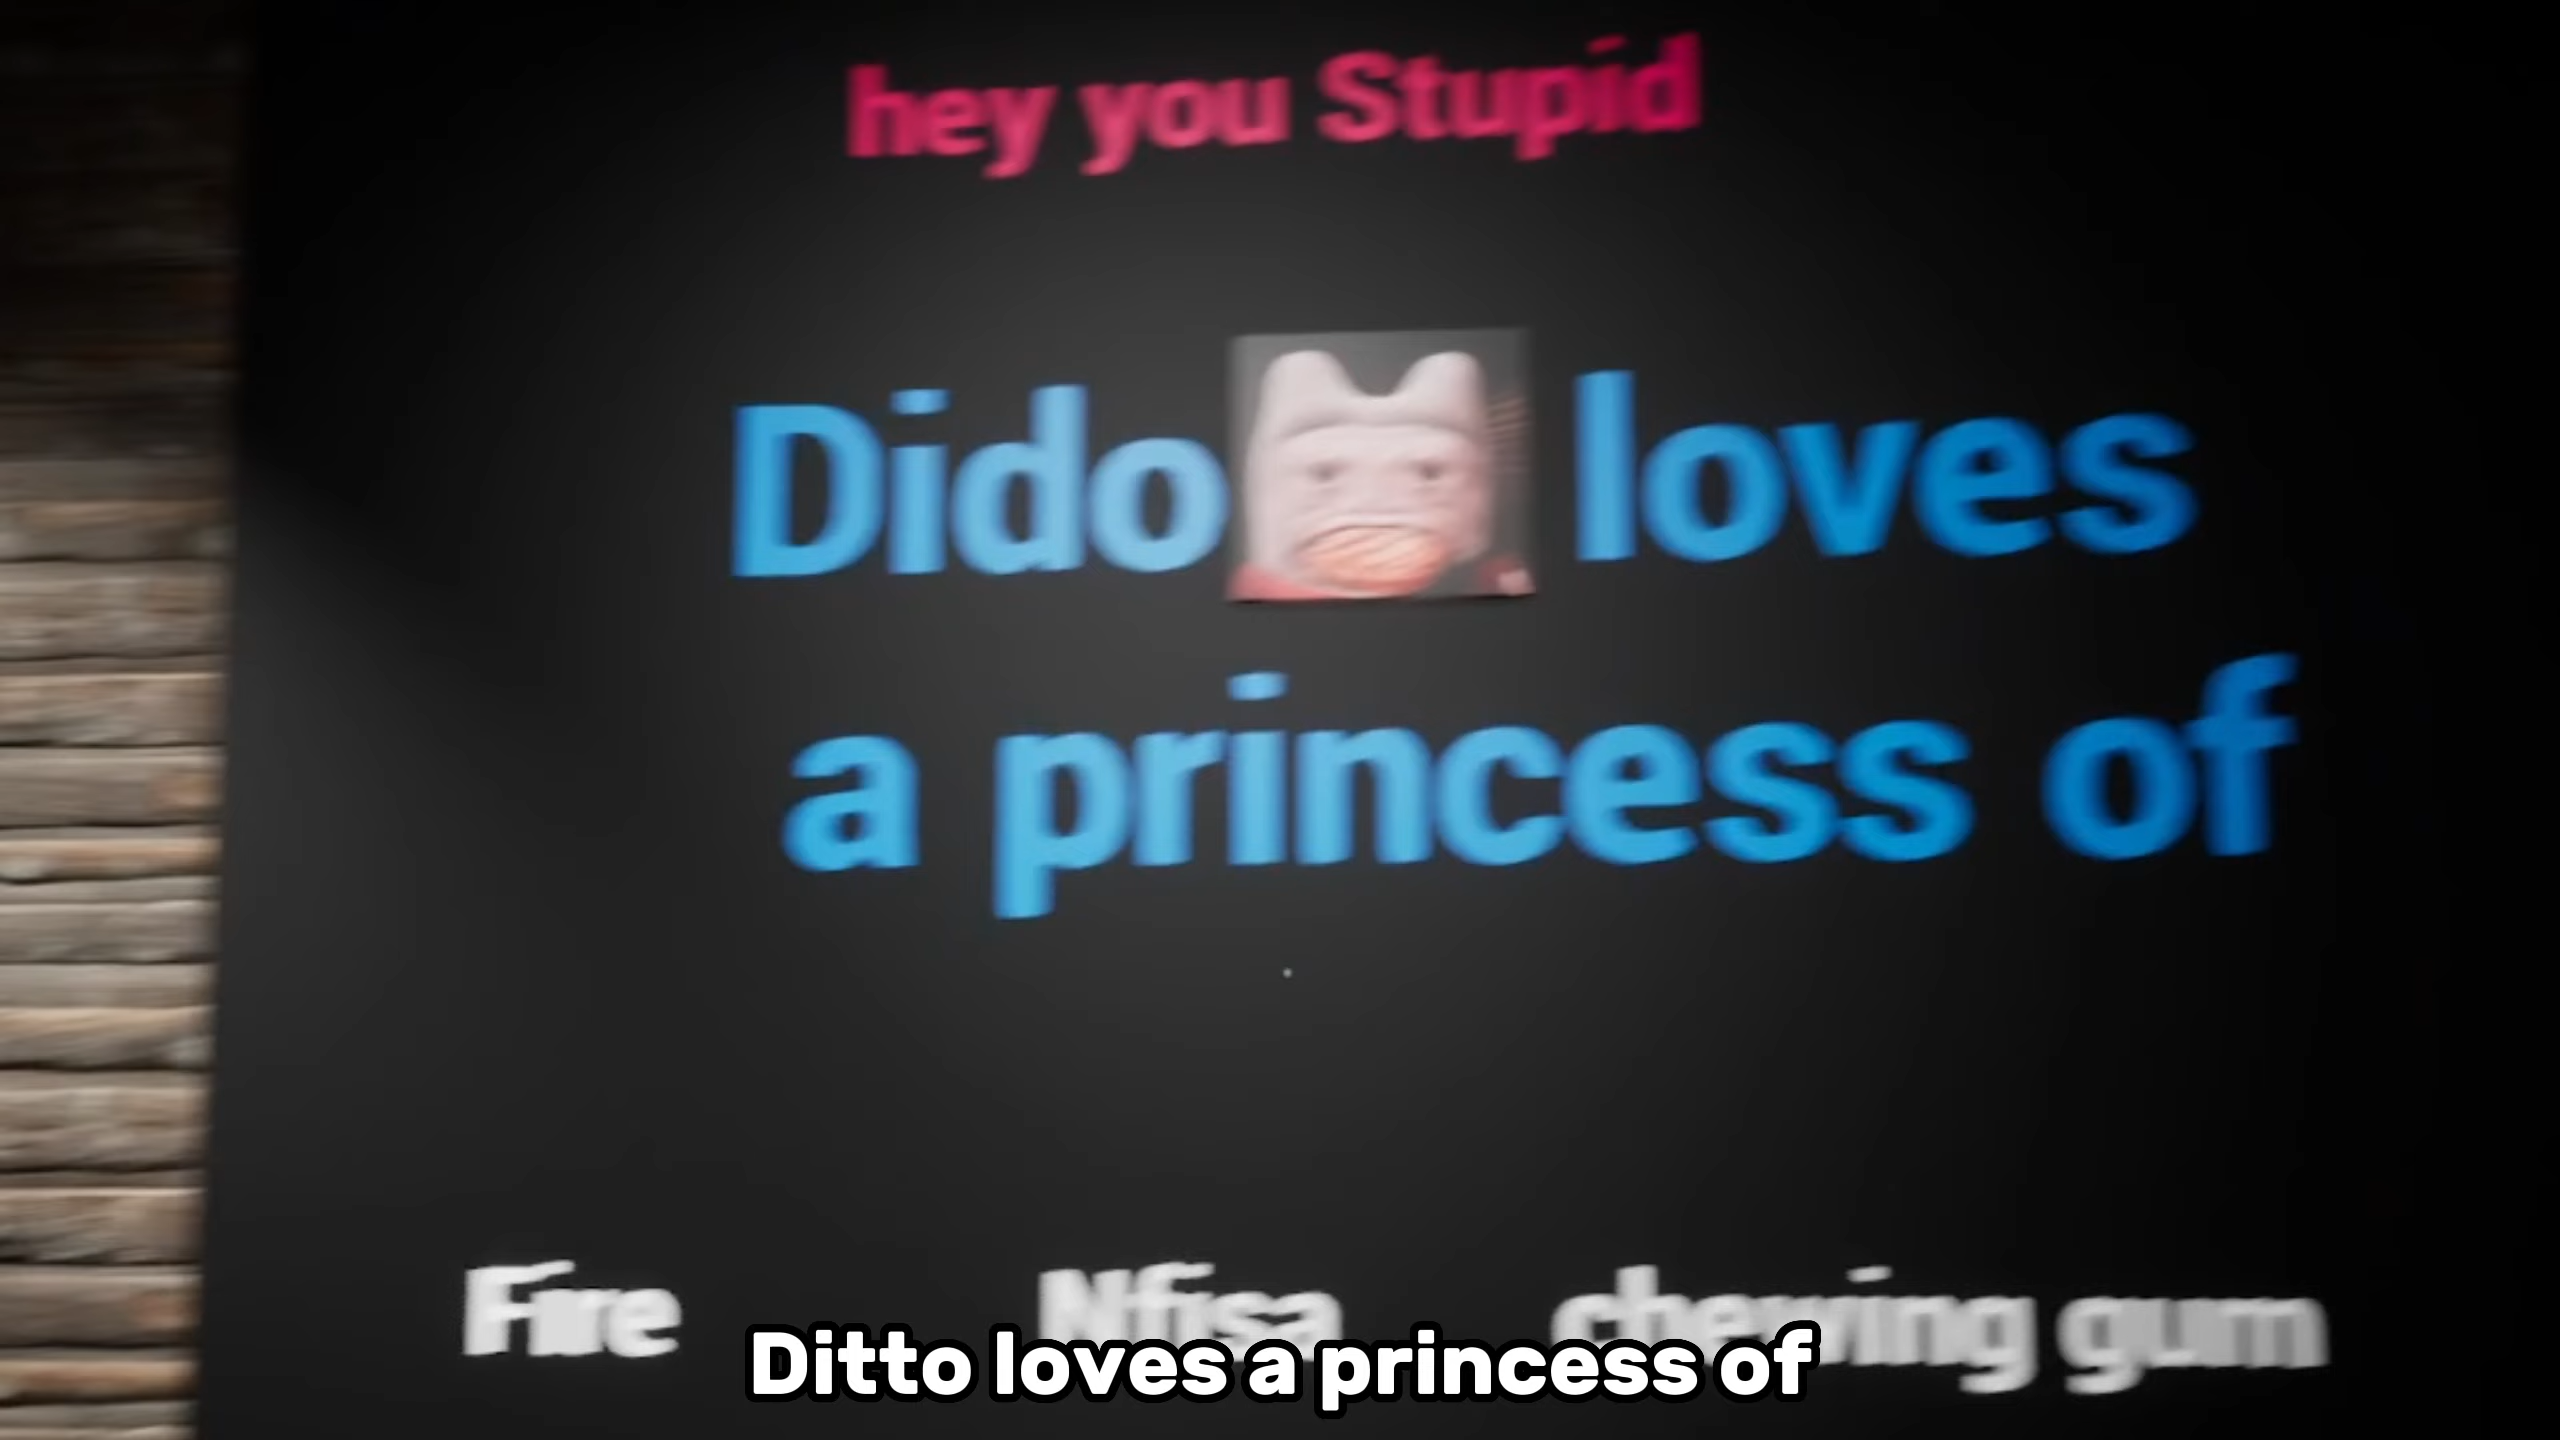 hey you Stupid
Dido loves
a princess of
Fire Nfisa chewing gum
Ditto loves a princess of